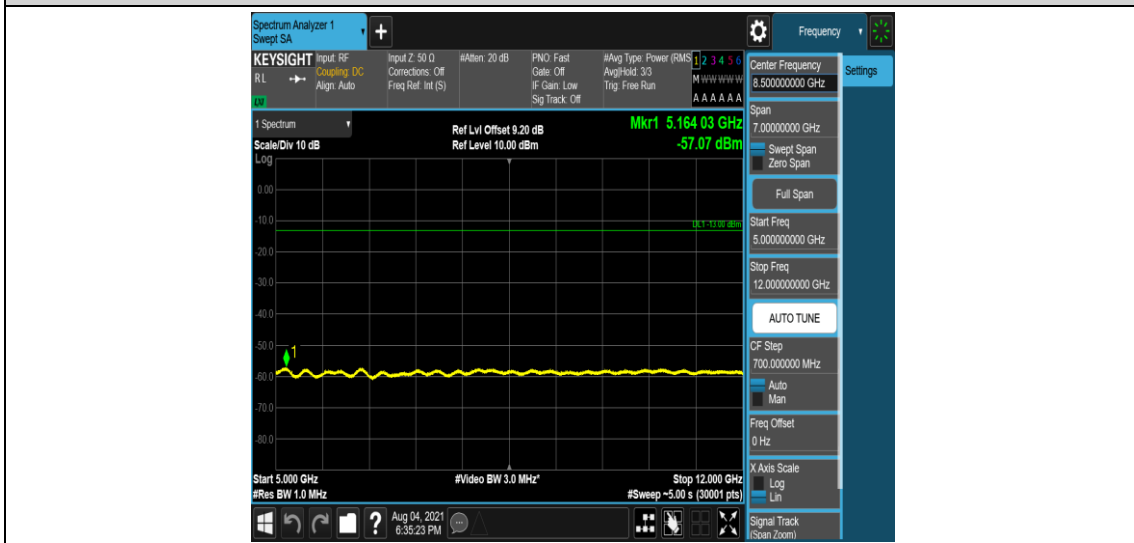 Spectrum Analyzer 1
Swept SA
Frequency
KEYSIGHT
RL
LXI
Input: RF
Coupling: DC
Align: Auto
Input Z: 50 Ω
Corrections: Off
Freq Ref: Int (S)
#Atten: 20 dB
PNO: Fast
Gate: Off
IF Gain: Low
Sig Track: Off
#Avg Type: Power (RMS
Avg|Hold: 3/3
Trig: Free Run
1 2 3 4 5 6
M W W W W W
A A A A A A
1 Spectrum
Scale/Div 10 dB
Ref Lvl Offset 9.20 dB
Ref Level 10.00 dBm
Mkr1 5.164 03 GHz
-57.07 dBm
Log
0.00
-10.0
DL1 -13.00 dBm
-20.0
-30.0
-40.0
-50.0
1
-60.0
-70.0
-80.0
Start 5.000 GHz
#Res BW 1.0 MHz
#Video BW 3.0 MHz*
Stop 12.000 GHz
#Sweep ~5.00 s (30001 pts)
Center Frequency
8.500000000 GHz
Settings
Span
7.00000000 GHz
Swept Span
Zero Span
Full Span
Start Freq
5.000000000 GHz
Stop Freq
12.000000000 GHz
AUTO TUNE
CF Step
700.000000 MHz
Auto
Man
Freq Offset
0 Hz
X Axis Scale
Log
Lin
Signal Track
(Span Zoom)
?
Aug 04, 2021
6:35:23 PM